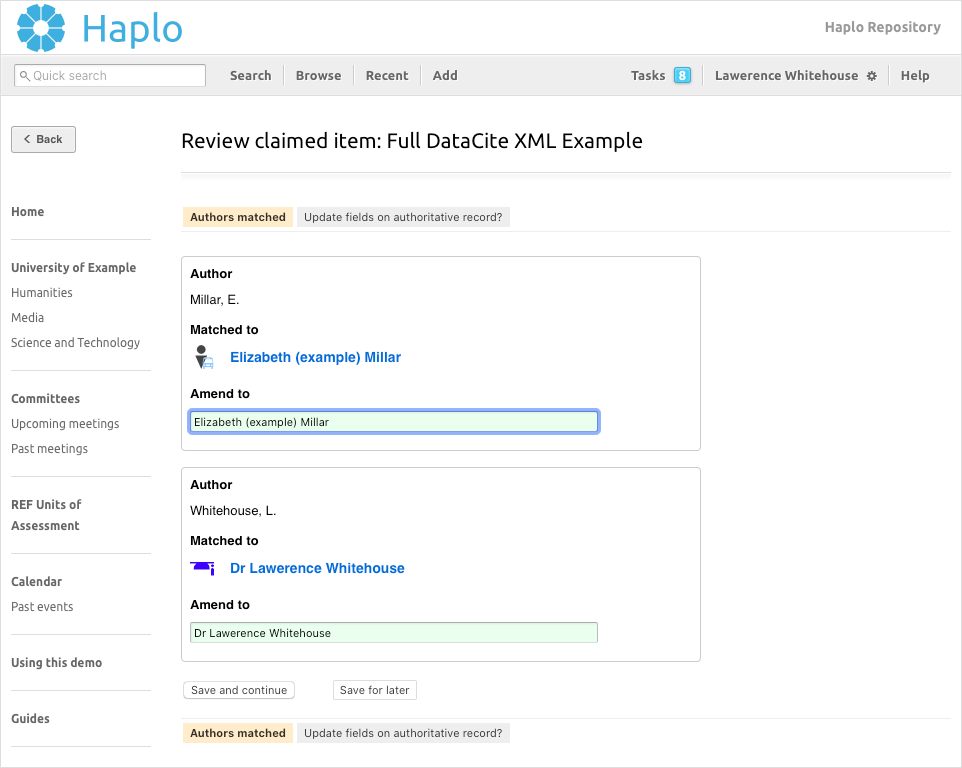 Haplo
Haplo Repository
Quick search
Search
Browse
Recent
Add
Tasks 8
Lawerence Whitehouse
Help
Back
Review claimed item: Full DataCite XML Example
Home
University of Example
Humanities
Media
Science and Technology
Committees
Upcoming meetings
Past meetings
REF Units of
Assessment
Calendar
Past events
Using this demo
Guides
Authors matched
Update fields on authoritative record?
Author
Millar, E.
Matched to
Elizabeth (example) Millar
Amend to
Elizabeth (example) Millar
Author
Whitehouse, L.
Matched to
Dr Lawerence Whitehouse
Amend to
Dr Lawerence Whitehouse
Save and continue
Save for later
Authors matched
Update fields on authoritative record?